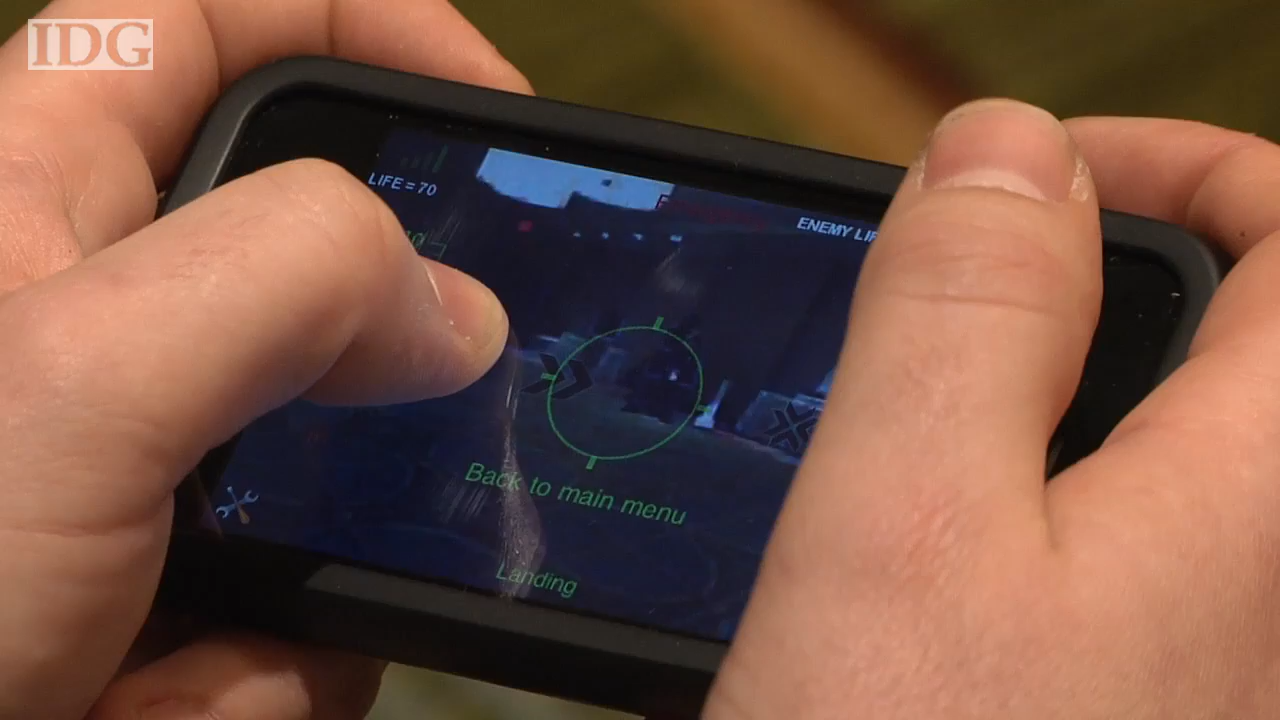 IDG
LIFE = 70
ENEMY LIF
Back to main menu
Landing